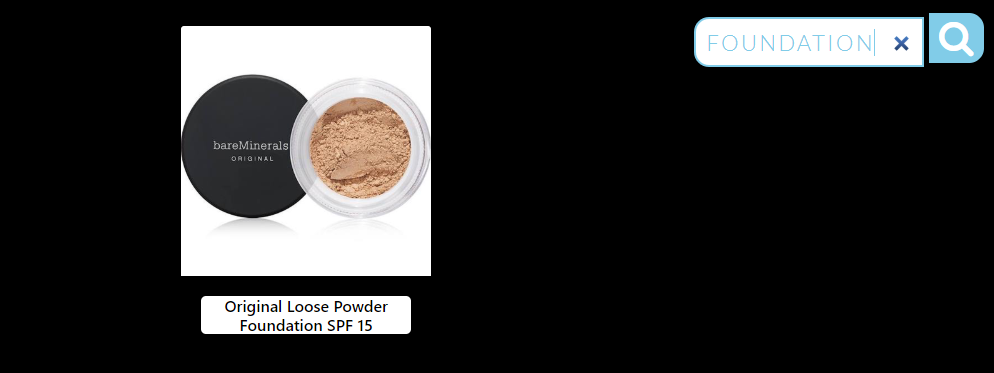 FOUNDATION
bareMinerals
ORIGINAL
Original Loose Powder
Foundation SPF 15